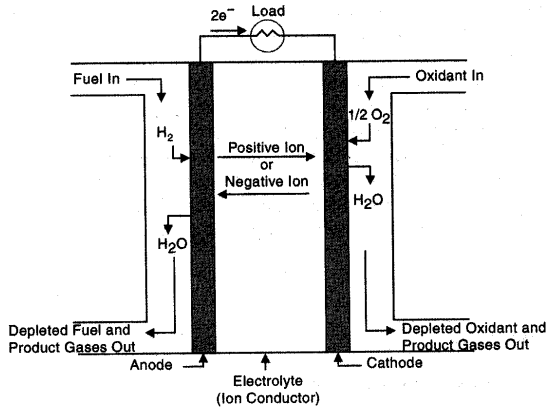 2e⁻
Load
Fuel In
Oxidant In
H₂
1/2 O₂
Positive Ion
or
Negative Ion
H₂O
H₂O
Depleted Fuel and
Product Gases Out
Depleted Oxidant and
Product Gases Out
Anode
Cathode
Electrolyte
(Ion Conductor)